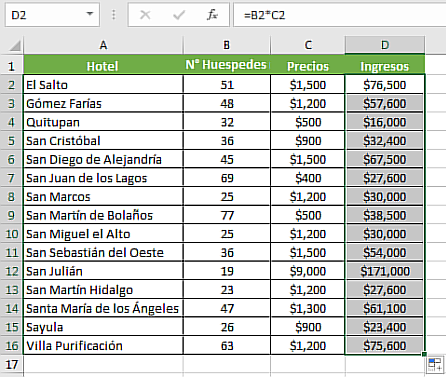 D2 fx =B2*C2
A B C D
1 Hotel N° Huespedes Precios Ingresos
2 El Salto 51 $1,500 $76,500
3 Gómez Farías 48 $1,200 $57,600
4 Quitupan 32 $500 $16,000
5 San Cristóbal 36 $900 $32,400
6 San Diego de Alejandría 45 $1,500 $67,500
7 San Juan de los Lagos 69 $400 $27,600
8 San Marcos 25 $1,200 $30,000
9 San Martín de Bolaños 77 $500 $38,500
10 San Miguel el Alto 25 $1,200 $30,000
11 San Sebastián del Oeste 36 $1,500 $54,000
12 San Julián 19 $9,000 $171,000
13 San Martín Hidalgo 23 $1,200 $27,600
14 Santa María de los Ángeles 47 $1,300 $61,100
15 Sayula 26 $900 $23,400
16 Villa Purificación 63 $1,200 $75,600
17